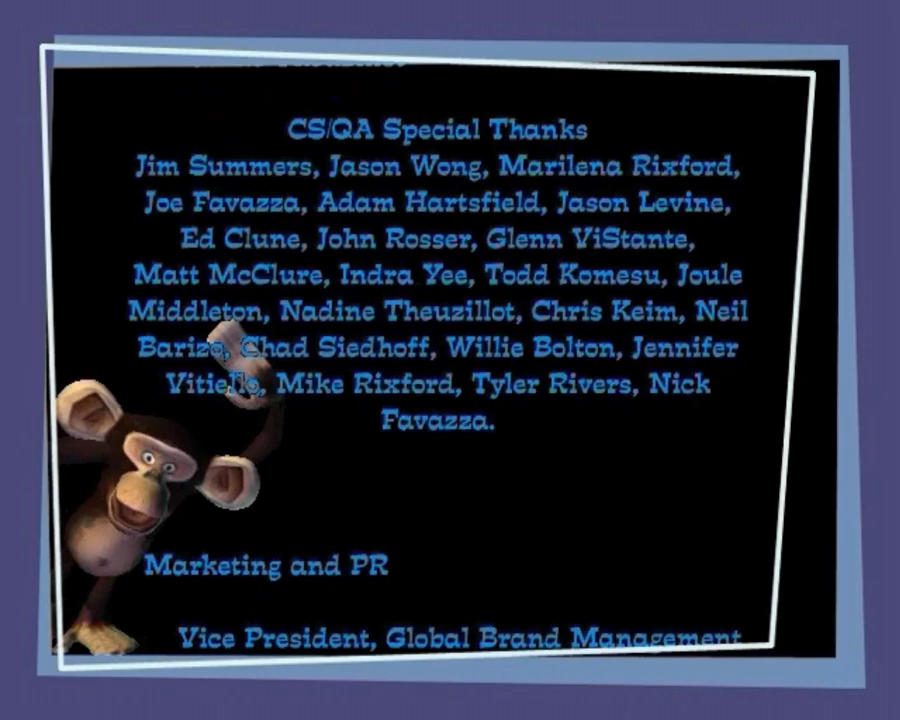 CS/QA Special Thanks
Jim Summers, Jason Wong, Marilena Rixford,
Joe Favazza, Adam Hartsfield, Jason Levine,
Ed Clune, John Rosser, Glenn ViStante,
Matt McClure, Indra Yee, Todd Komesu, Joule
Middleton, Nadine Theuzillot, Chris Keim, Neil
Barizo, Chad Siedhoff, Willie Bolton, Jennifer
Vitiello, Mike Rixford, Tyler Rivers, Nick
Favazza.
Marketing and PR
Vice President, Global Brand Management